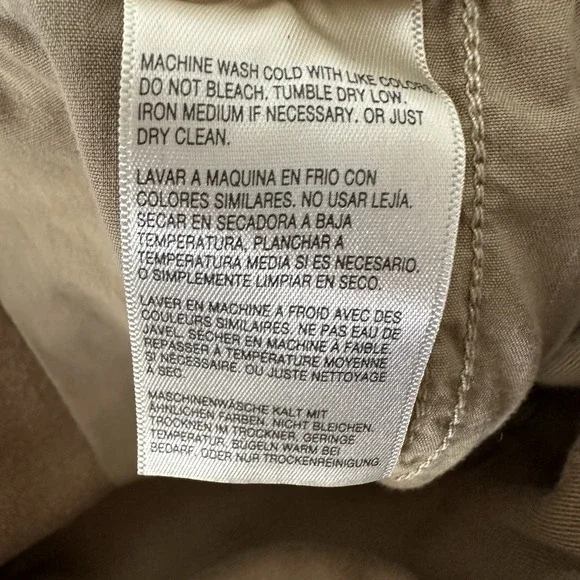 MACHINE WASH COLD WITH LIKE COLORS.
DO NOT BLEACH. TUMBLE DRY LOW.
IRON MEDIUM IF NECESSARY. OR JUST
DRY CLEAN.
LAVAR A MAQUINA EN FRIO CON
COLORES SIMILARES. NO USAR LEJÍA.
SECAR EN SECADORA A BAJA
TEMPERATURA. PLANCHAR A
TEMPERATURA MEDIA SI ES NECESARIO.
O SIMPLEMENTE LIMPIAR EN SECO.
LAVER EN MACHINE A FROID AVEC DES
COULEURS SIMILAIRES. NE PAS EAU DE
JAVEL. SÉCHER EN MACHINE A FAIBLE
REPASSER À TEMPÉRATURE MOYENNE
SI NÉCESSAIRE. OU JUSTE NETTOYAGE
À SEC.
MASCHINENWÄSCHE KALT MIT
ÄHNLICHEN FARBEN. NICHT BLEICHEN.
TROCKNEN IM TROCKNER, GERINGE
TEMPERATUR, BÜGELN WARM BEI
BEDARF. ODER NUR TROCKENREINIGUNG